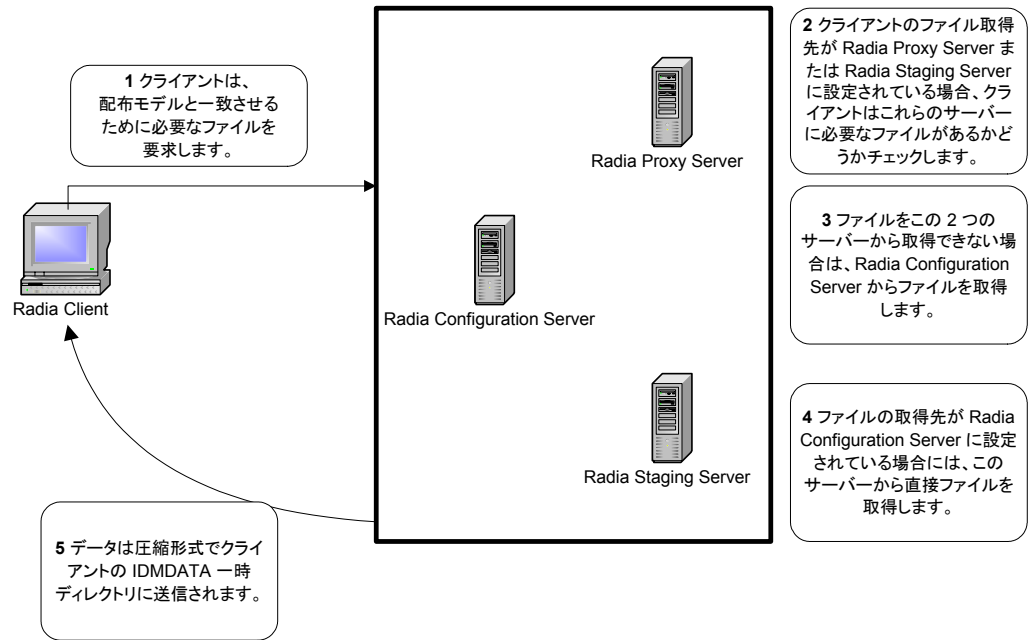 1 クライアントは、
配布モデルと一致させる
ために必要なファイルを
要求します。
Radia Client
Radia Proxy Server
Radia Configuration Server
Radia Staging Server
2 クライアントのファイル取得
先が Radia Proxy Server ま
たは Radia Staging Server
に設定されている場合、クラ
イアントはこれらのサーバー
に必要なファイルがあるかど
うかチェックします。
3 ファイルをこの 2 つの
サーバーから取得できない場
合は、Radia Configuration
Server からファイルを取得
します。
4 ファイルの取得先が Radia
Configuration Server に設定
されている場合には、この
サーバーから直接ファイルを
取得します。
5 データは圧縮形式でクライ
アントの IDMDATA 一時
ディレクトリに送信されます。